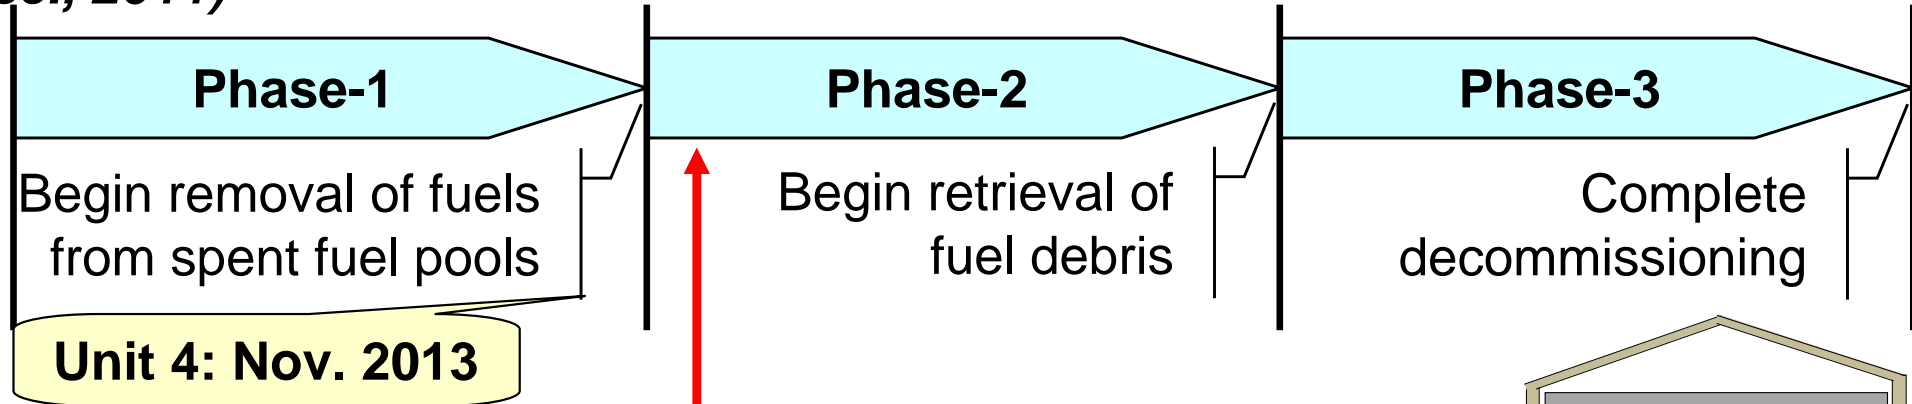 2011)
Phase-1
Phase-2
Phase-3
Begin removal of fuels
from spent fuel pools
Begin retrieval of
fuel debris
Complete
decommissioning
Unit 4: Nov. 2013